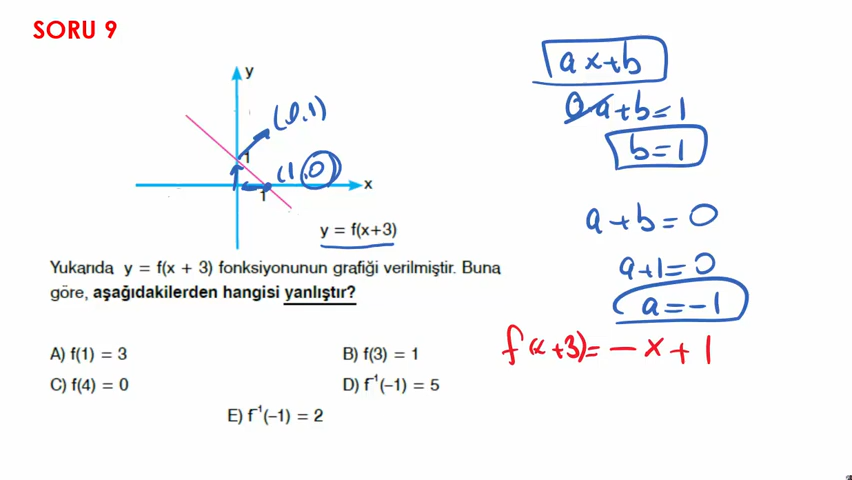 SORU 9
y
(0,1)
1
(1,0)
x
1
y = f(x+3)
Yukarıda y = f(x + 3) fonksiyonunun grafiği verilmiştir. Buna
göre, aşağıdakilerden hangisi yanlıştır?
A) f(1) = 3
B) f(3) = 1
C) f(4) = 0
D) f⁻¹(−1) = 5
E) f⁻¹(−1) = 2
ax+b
0·a+b=1
b=1
a+b=0
a+1=0
a=-1
f(x+3)=-x+1